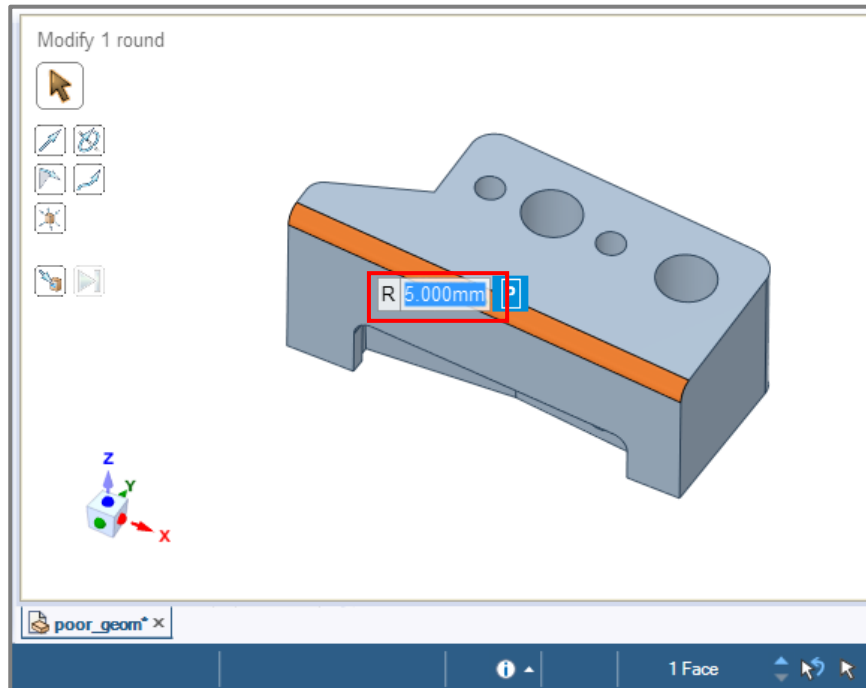 Modify 1 round
R 5.000mm P
Z
Y
X
poor_geom* ×
1 Face